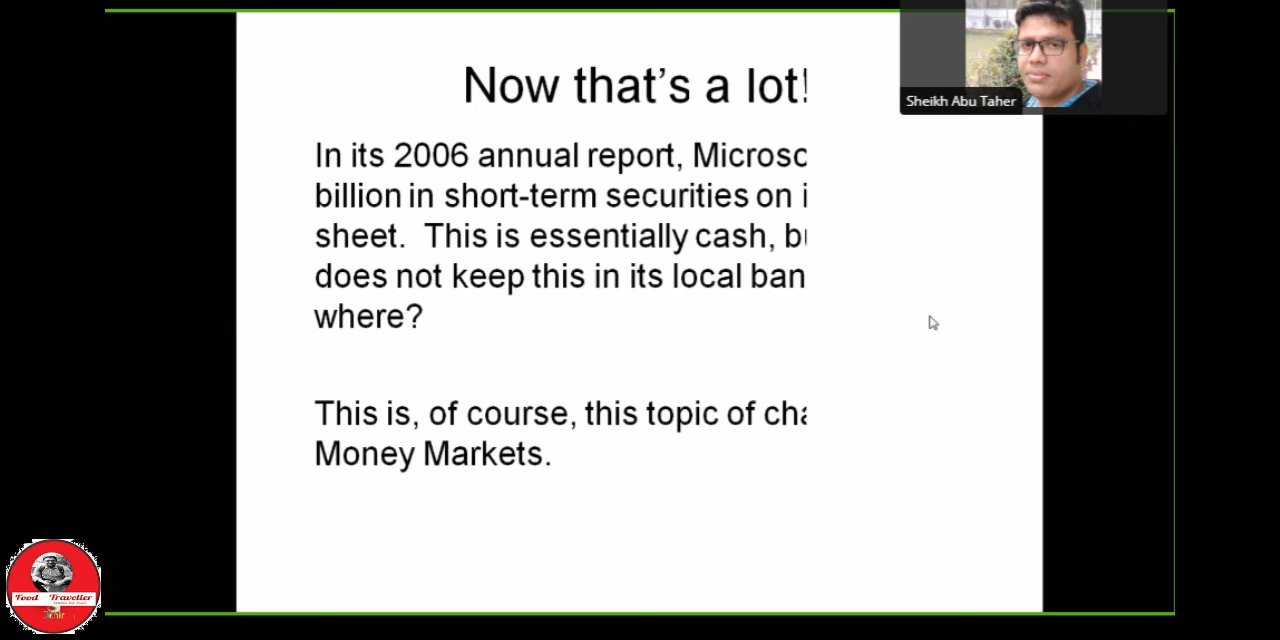 Now that's a lot!
Sheikh Abu Taher
In its 2006 annual report, Microsc
billion in short-term securities on i
sheet. This is essentially cash, bu
does not keep this in its local ban
where?
This is, of course, this topic of cha
Money Markets.
Food Traveller